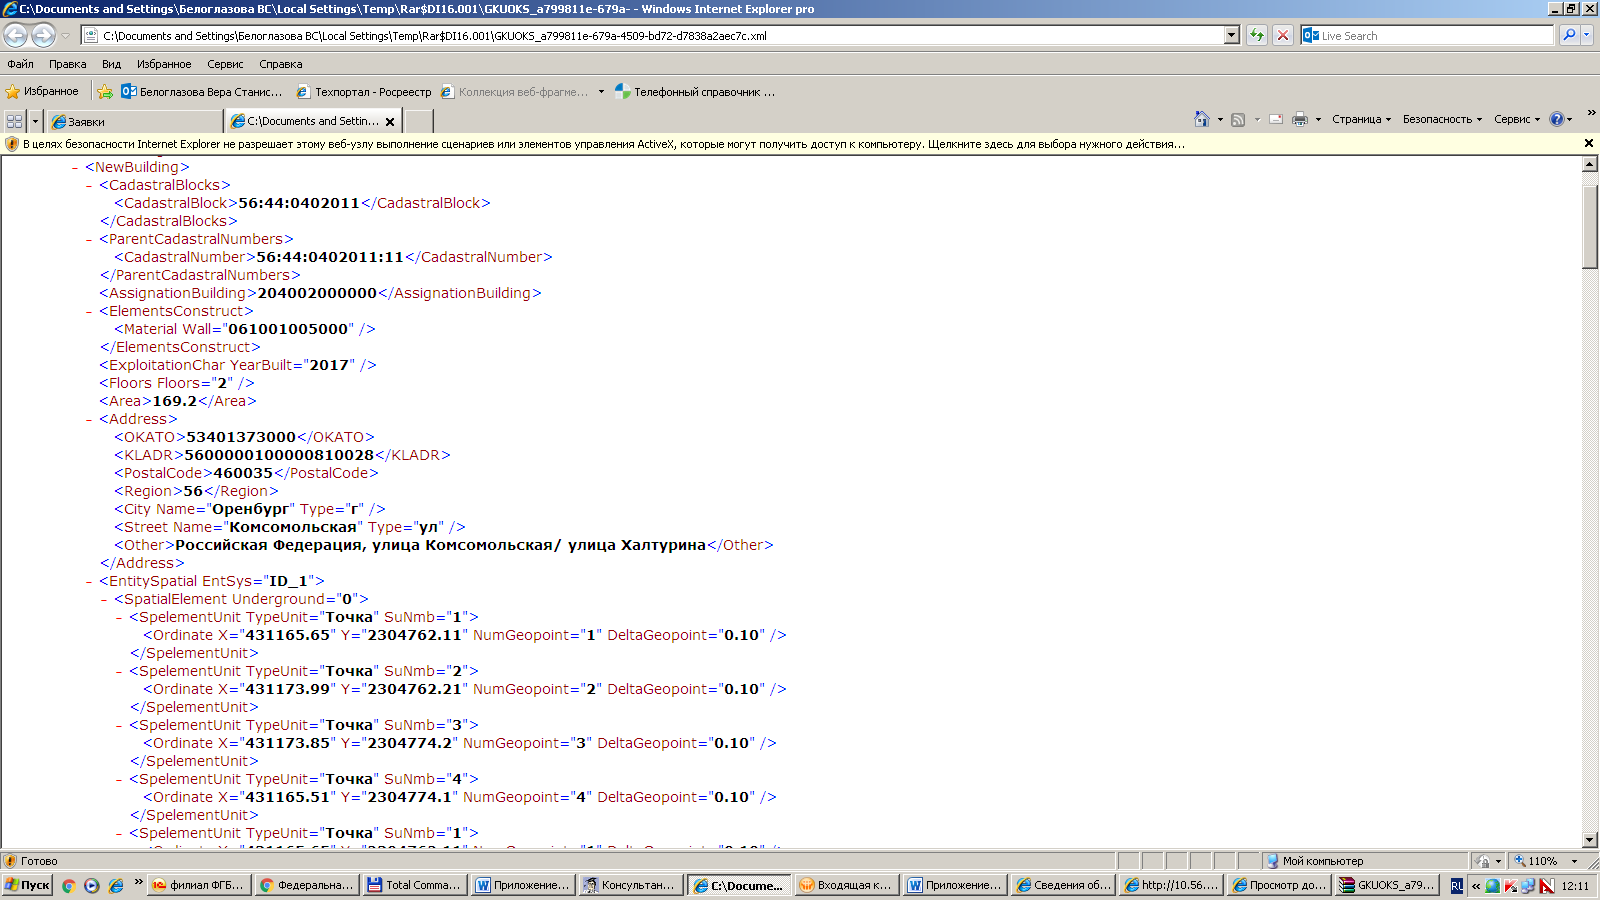 C:\Documents and Settings\Белоглазова ВС\Local Settings\Temp\Rar$DI16.001\GKUOKS_a799811e-679a- - Windows Internet Explorer pro
C:\Documents and Settings\Белоглазова ВС\Local Settings\Temp\Rar$DI16.001\GKUOKS_a799811e-679a-4509-bd72-d7838a2aec7c.xml
Live Search
Файл Правка Вид Избранное Сервис Справка
Избранное Белоглазова Вера Станис... Техпортал - Росреестр Коллекция веб-фрагме... Телефонный справочник ...
Заявки C:\Documents and Settin... Страница Безопасность Сервис
В целях безопасности Internet Explorer не разрешает этому веб-узлу выполнение сценариев или элементов управления ActiveX, которые могут получить доступ к компьютеру. Щелкните здесь для выбора нужного действия...
- <NewBuilding>
- <CadastralBlocks>
<CadastralBlock>56:44:0402011</CadastralBlock>
</CadastralBlocks>
- <ParentCadastralNumbers>
<CadastralNumber>56:44:0402011:11</CadastralNumber>
</ParentCadastralNumbers>
<AssignationBuilding>204002000000</AssignationBuilding>
- <ElementsConstruct>
<Material Wall="061001005000" />
</ElementsConstruct>
<ExploitationChar YearBuilt="2017" />
<Floors Floors="2" />
<Area>169.2</Area>
- <Address>
<OKATO>53401373000</OKATO>
<KLADR>5600000100000810028</KLADR>
<PostalCode>460035</PostalCode>
<Region>56</Region>
<City Name="Оренбург" Type="г" />
<Street Name="Комсомольская" Type="ул" />
<Other>Российская Федерация, улица Комсомольская/ улица Халтурина</Other>
</Address>
- <EntitySpatial EntSys="ID_1">
- <SpatialElement Underground="0">
- <SpelementUnit TypeUnit="Точка" SuNmb="1">
<Ordinate X="431165.65" Y="2304762.11" NumGeopoint="1" DeltaGeopoint="0.10" />
</SpelementUnit>
- <SpelementUnit TypeUnit="Точка" SuNmb="2">
<Ordinate X="431173.99" Y="2304762.21" NumGeopoint="2" DeltaGeopoint="0.10" />
</SpelementUnit>
- <SpelementUnit TypeUnit="Точка" SuNmb="3">
<Ordinate X="431173.85" Y="2304774.2" NumGeopoint="3" DeltaGeopoint="0.10" />
</SpelementUnit>
- <SpelementUnit TypeUnit="Точка" SuNmb="4">
<Ordinate X="431165.51" Y="2304774.1" NumGeopoint="4" DeltaGeopoint="0.10" />
</SpelementUnit>
- <SpelementUnit TypeUnit="Точка" SuNmb="1">
Готово Мой компьютер 110%
Пуск филиал ФГБ... Федеральна... Total Comma... Приложение... Консультан... C:\Docume... Входящая к... Приложение... Сведения об... http://10.56.... Просмотр до... GKUOKS_a79... RL 12:11